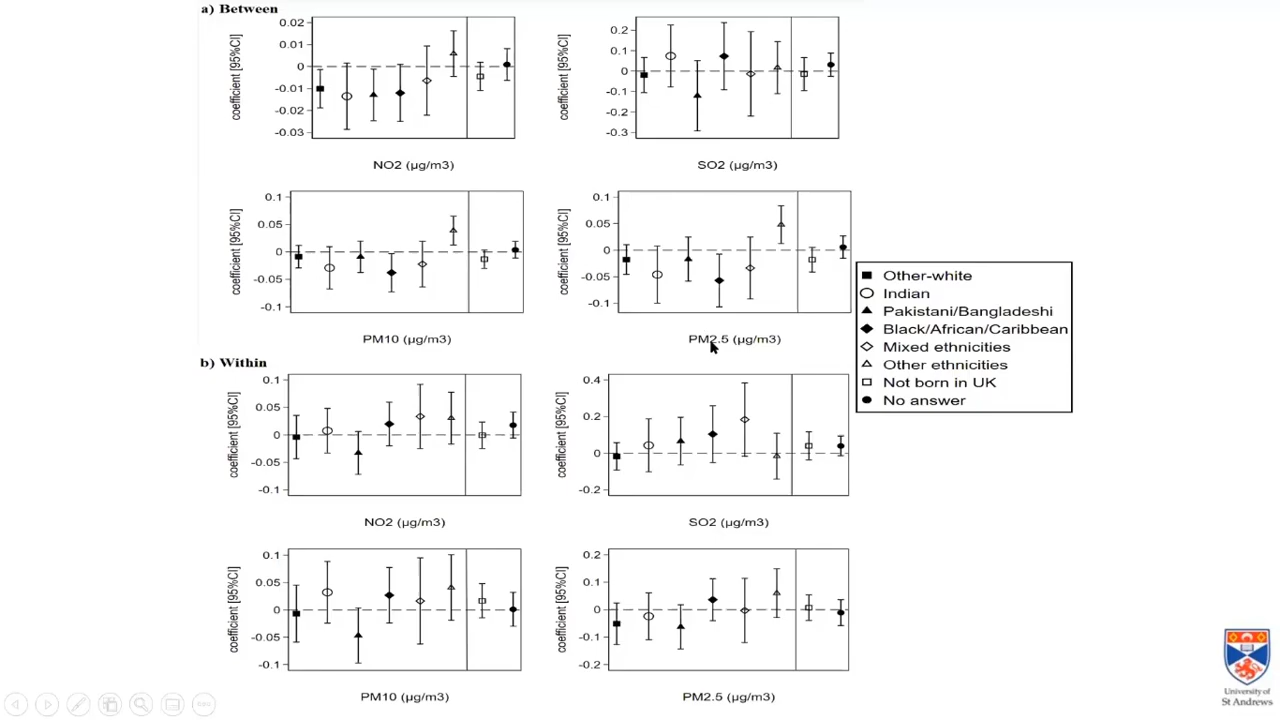 a) Between
coefficient [95%CI]
0.02
0.01
0
-0.01
-0.02
-0.03
NO2 (µg/m3)
coefficient [95%CI]
0.2
0.1
0
-0.1
-0.2
-0.3
SO2 (µg/m3)
coefficient [95%CI]
0.1
0.05
0
-0.05
-0.1
PM10 (µg/m3)
coefficient [95%CI]
0.1
0.05
0
-0.05
-0.1
PM2.5 (µg/m3)
Other-white
Indian
Pakistani/Bangladeshi
Black/African/Caribbean
Mixed ethnicities
Other ethnicities
Not born in UK
No answer
b) Within
coefficient [95%CI]
0.1
0.05
0
-0.05
-0.1
NO2 (µg/m3)
coefficient [95%CI]
0.4
0.2
0
-0.2
SO2 (µg/m3)
coefficient [95%CI]
0.1
0.05
0
-0.05
-0.1
PM10 (µg/m3)
coefficient [95%CI]
0.2
0.1
0
-0.1
-0.2
PM2.5 (µg/m3)
University of
St Andrews